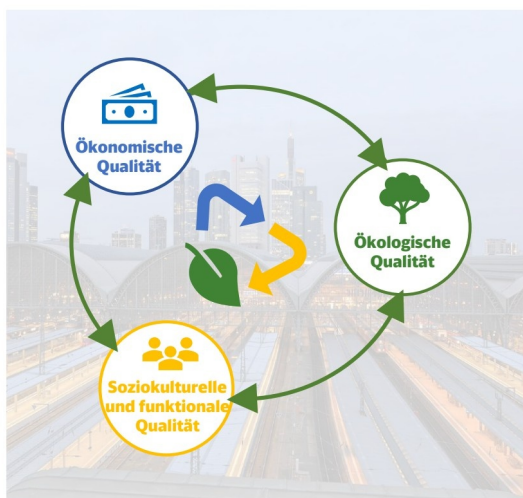 Ökonomische
Qualität
Ökologische
Qualität
Soziokulturelle
und funktionale
Qualität